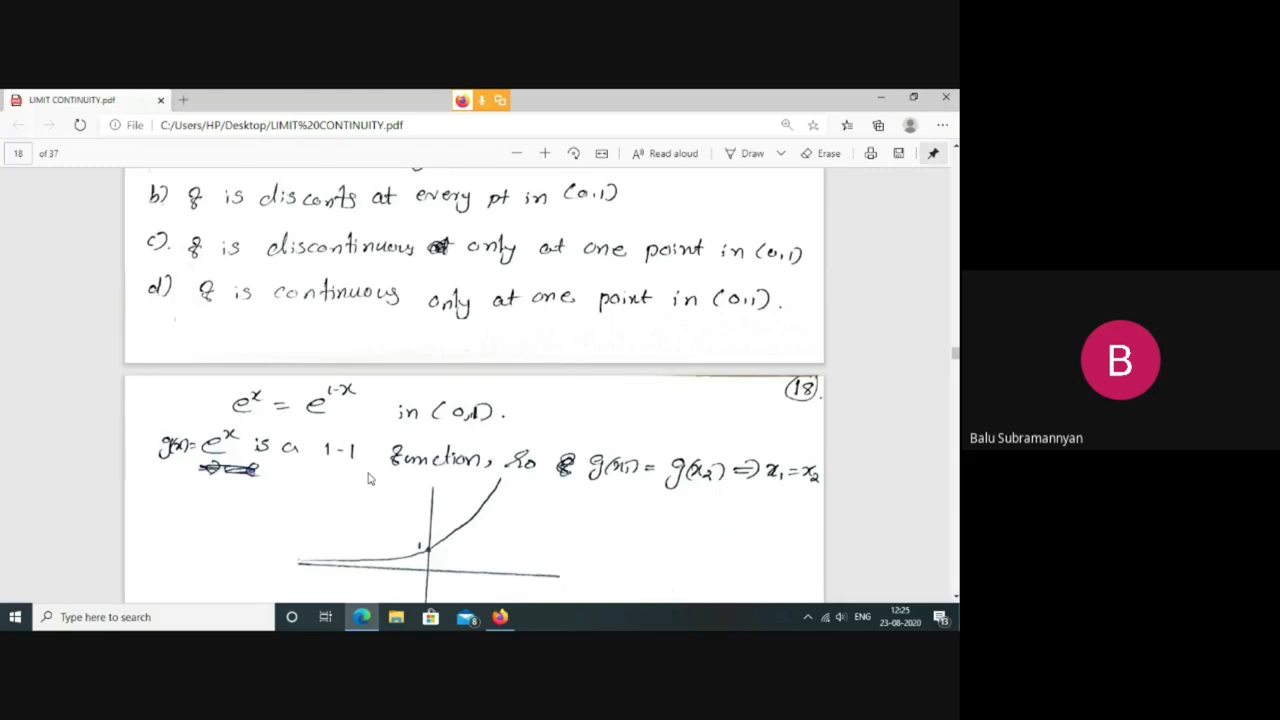 LIMIT CONTINUITY.pdf
File C:/Users/HP/Desktop/LIMIT%20CONTINUITY.pdf
18 of 37 Read aloud Draw Erase
b) f is disconts at every pt in (0,1)
c). f is discontinuous only at one point in (0,1)
d) f is continuous only at one point in (0,1).
(18).
e^x = e^{1-x} in (0,1).
g(x) = e^x is a 1-1 function, so g(x₁) = g(x₂) ⇒ x₁ = x₂
1
B
Balu Subramannyan
Type here to search
8
ENG
12:25
23-08-2020
13